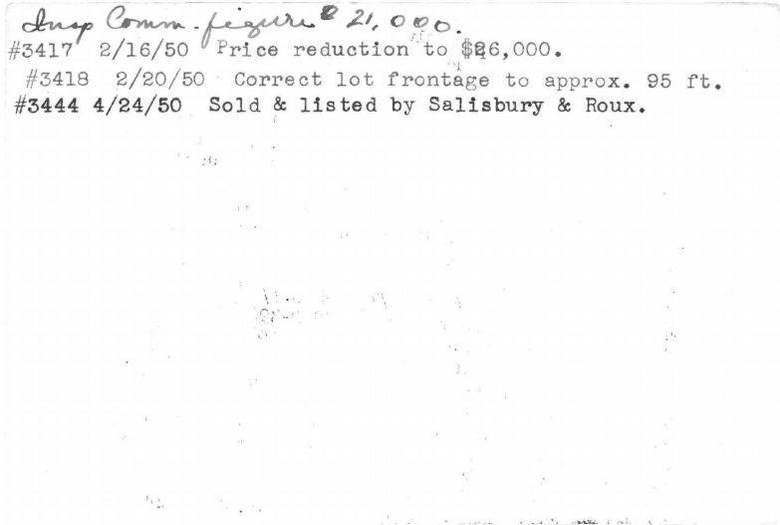 Insp Comm. figure $ 21,000.
#3417 2/16/50 Price reduction to $26,000.
#3418 2/20/50 Correct lot frontage to approx. 95 ft.
#3444 4/24/50 Sold & listed by Salisbury & Roux.